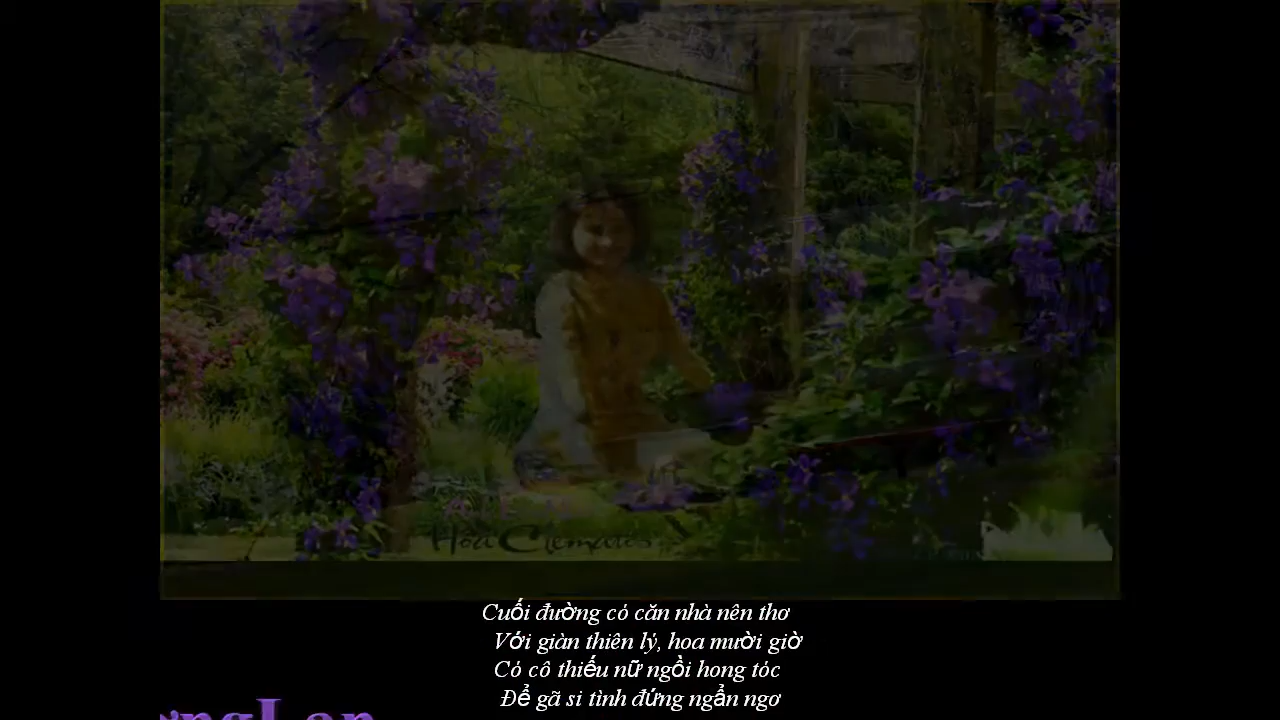 Hoa Clematis
Cuối đường có căn nhà nên thơ
Với giàn thiên lý, hoa mười giờ
Có cô thiếu nữ ngồi hong tóc
Để gã si tình đứng ngẩn ngơ